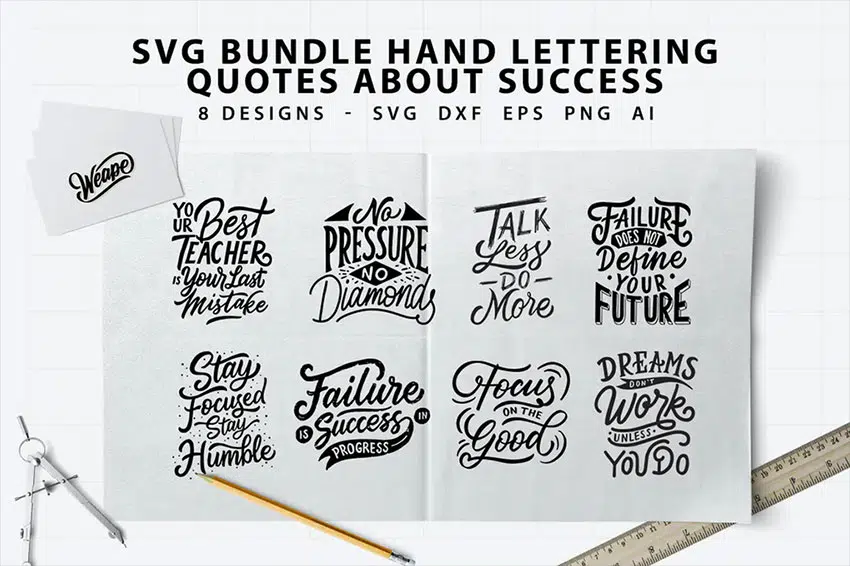 SVG BUNDLE HAND LETTERING
QUOTES ABOUT SUCCESS
8 DESIGNS - SVG DXF EPS PNG AI
Weape
YOUR Best
TEACHER
is Your Last
Mistake
No
PRESSURE
NO
Diamonds
TALK
Less
-DO-
More
FAILURE
DOES NOT
Define
·YOUR·
FUTURE
Stay
Focused
Stay
Humble
Failure
IS Success IN
PROGRESS
Focus
ON THE
Good
DREAMS
DON'T
Work
UNLESS
YOU DO